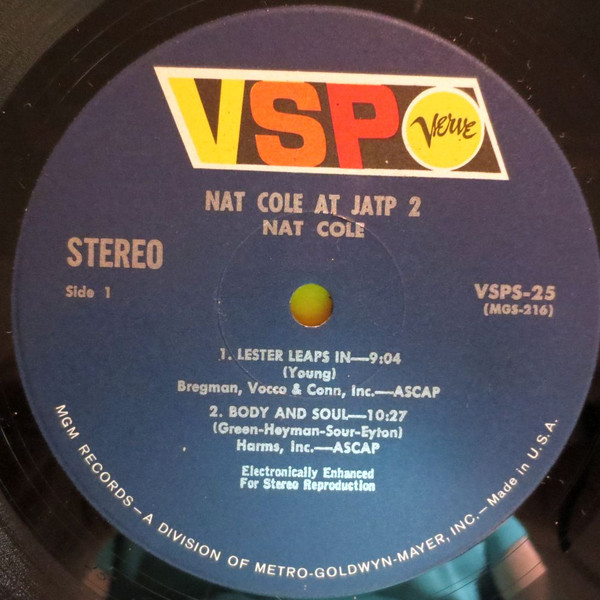 VSP Verve
NAT COLE AT JATP 2
NAT COLE
STEREO
Side 1
VSPS-25
(MGS-216)
1. LESTER LEAPS IN—9:04
(Young)
Bregman, Vocco & Conn, Inc.—ASCAP
2. BODY AND SOUL—10:27
(Green-Heyman-Sour-Eyton)
Harms, Inc.—ASCAP
Electronically Enhanced
For Stereo Reproduction
MGM RECORDS—A DIVISION OF METRO-GOLDWYN-MAYER, INC.—Made in U.S.A.